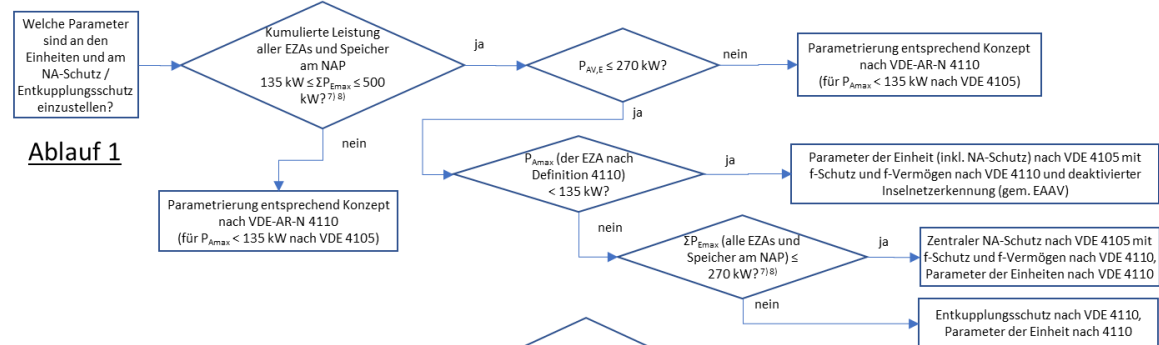 Welche Parameter
sind an den
Einheiten und am
NA-Schutz /
Entkupplungsschutz
einzustellen?
Kumulierte Leistung
aller EZAs und Speicher
am NAP
135 kW ≤ ΣP_Emax ≤ 500
kW? 7) 8)
ja
P_AV,E ≤ 270 kW?
nein
Parametrierung entsprechend Konzept
nach VDE-AR-N 4110
(für P_Amax < 135 kW nach VDE 4105)
ja
Ablauf 1
nein
Parametrierung entsprechend Konzept
nach VDE-AR-N 4110
(für P_Amax < 135 kW nach VDE 4105)
P_Amax (der EZA nach
Definition 4110)
< 135 kW?
ja
Parameter der Einheit (inkl. NA-Schutz) nach VDE 4105 mit
f-Schutz und f-Vermögen nach VDE 4110 und deaktivierter
Inselnetzerkennung (gem. EAAV)
nein
ΣP_Emax (alle EZAs und
Speicher am NAP) ≤
270 kW? 7) 8)
ja
Zentraler NA-Schutz nach VDE 4105 mit
f-Schutz und f-Vermögen nach VDE 4110,
Parameter der Einheiten nach VDE 4110
nein
Entkupplungsschutz nach VDE 4110,
Parameter der Einheit nach 4110